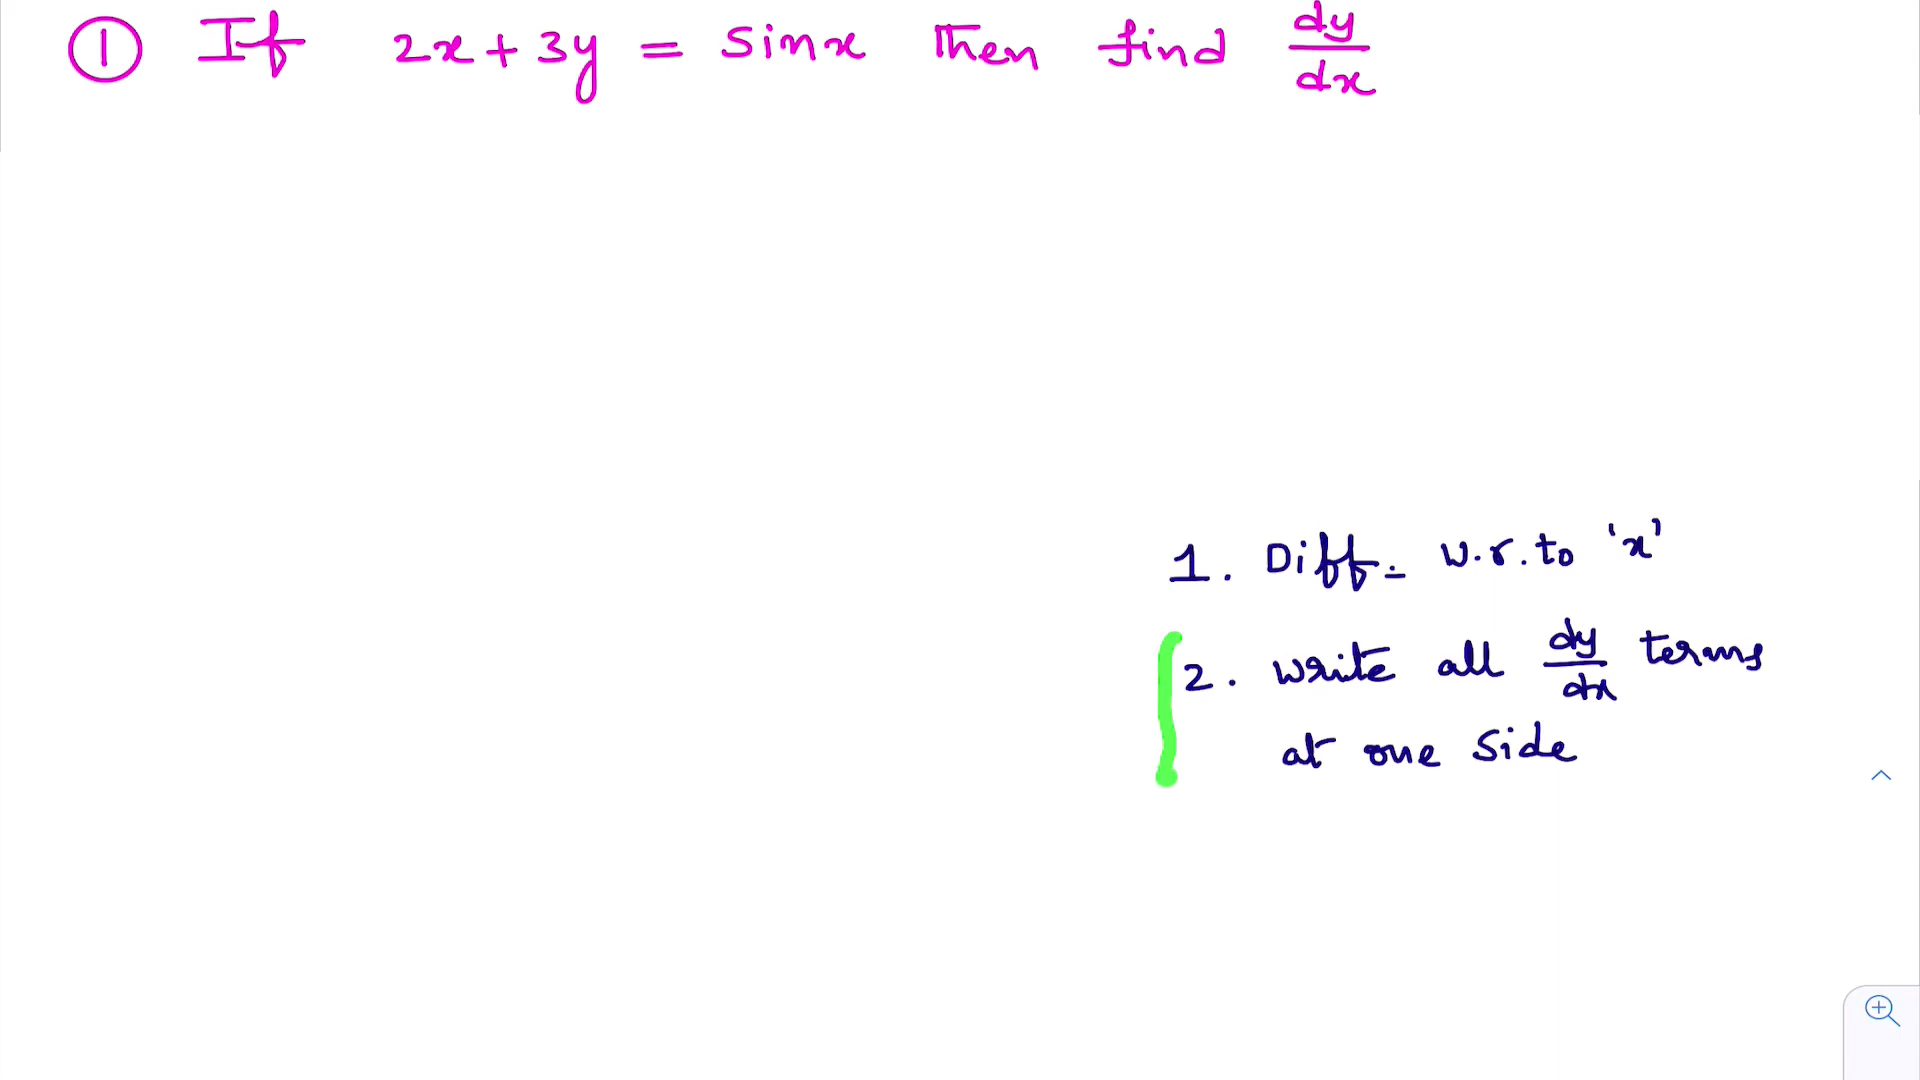 ① If 2x + 3y = sinx then find dy/dx
1. Diff. w.r.to 'x'
2. write all dy/dx terms
at one side